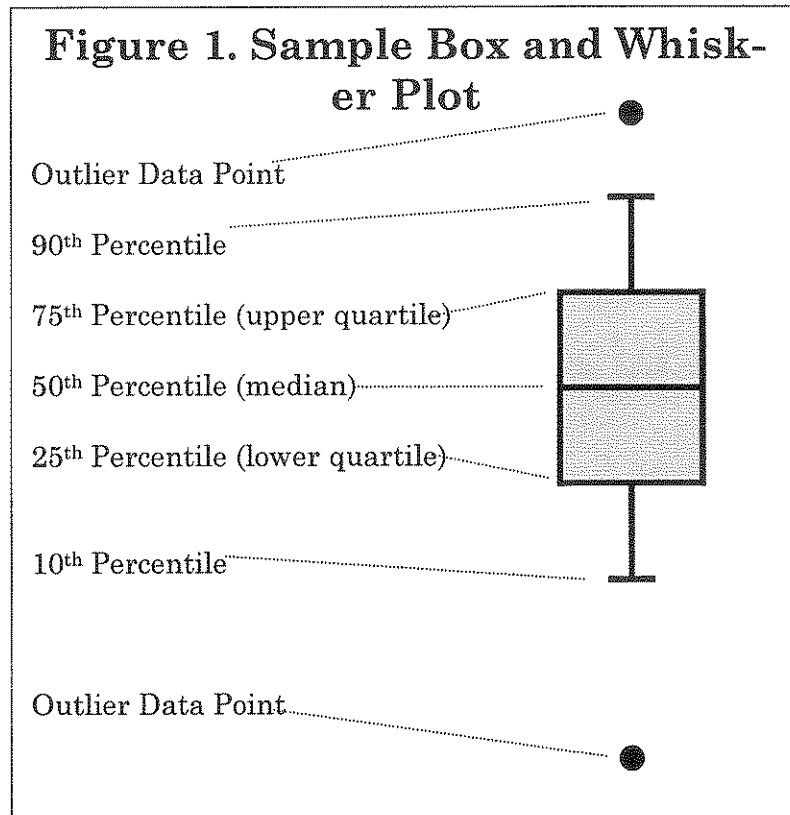 Figure 1. Sample Box and Whisk-
er Plot
Outlier Data Point
90th Percentile
75th Percentile (upper quartile)
50th Percentile (median)
25th Percentile (lower quartile)
10th Percentile
Outlier Data Point